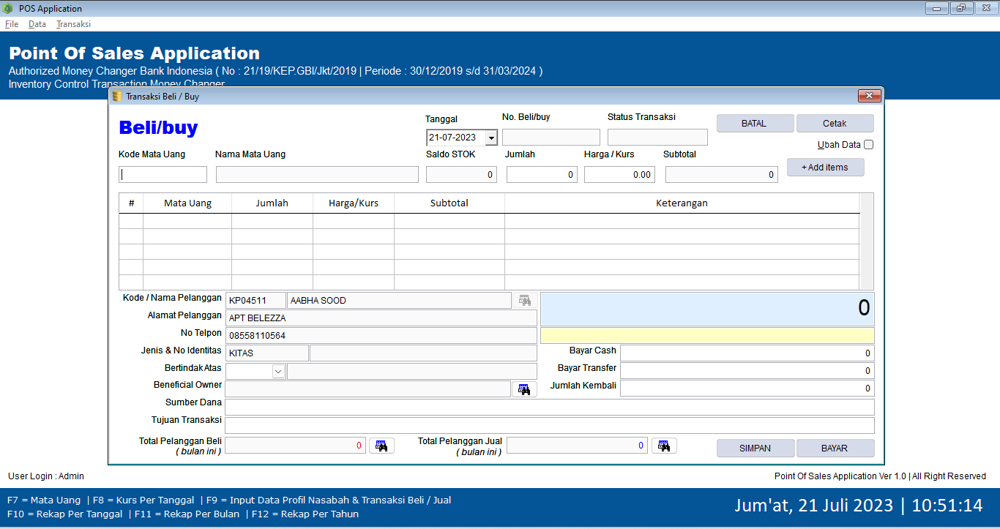 POS Application
File Data Transaksi
Point Of Sales Application
Authorized Money Changer Bank Indonesia ( No : 21/19/KEP.GBI/Jkt/2019 | Periode : 30/12/2019 s/d 31/03/2024 )
Inventory Control Transaction Money Changer
Transaksi Beli / Buy
Beli/buy
Tanggal No. Beli/buy Status Transaksi
21-07-2023
BATAL Cetak
Ubah Data
Kode Mata Uang Nama Mata Uang Saldo STOK Jumlah Harga / Kurs Subtotal
0 0 0.00 0
+ Add items
# Mata Uang Jumlah Harga/Kurs Subtotal Keterangan
Kode / Nama Pelanggan KP04511 AABHA SOOD
0
Alamat Pelanggan APT BELEZZA
No Telpon 08558110564
Jenis & No Identitas KITAS
Bayar Cash 0
Bertindak Atas
Bayar Transfer 0
Beneficial Owner
Jumlah Kembali 0
Sumber Dana
Tujuan Transaksi
Total Pelanggan Beli 0
( bulan ini )
Total Pelanggan Jual 0
( bulan ini )
SIMPAN BAYAR
User Login : Admin
Point Of Sales Application Ver 1.0 | All Right Reserved
F7 = Mata Uang | F8 = Kurs Per Tanggal | F9 = Input Data Profil Nasabah & Transaksi Beli / Jual
F10 = Rekap Per Tanggal | F11 = Rekap Per Bulan | F12 = Rekap Per Tahun
Jum'at, 21 Juli 2023 | 10:51:14